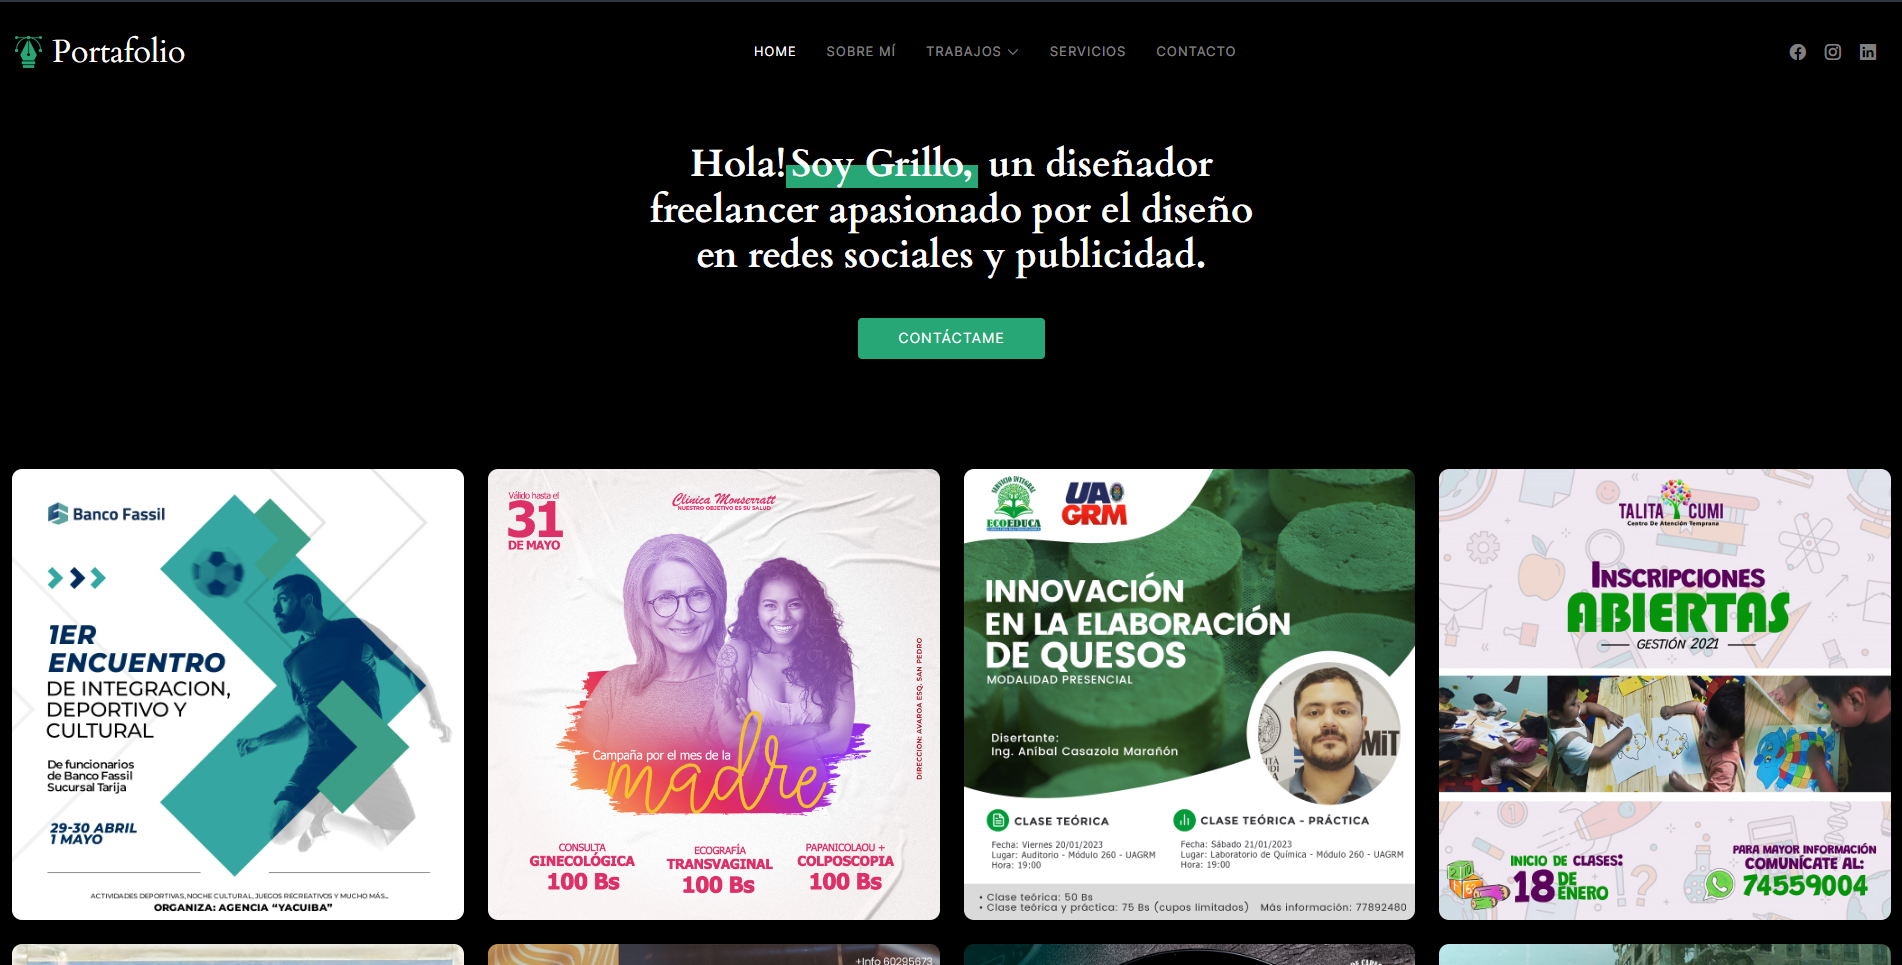 Portafolio
HOME
SOBRE MÍ
TRABAJOS
SERVICIOS
CONTACTO
Hola! Soy Grillo, un diseñador
freelancer apasionado por el diseño
en redes sociales y publicidad.
CONTÁCTAME
Banco Fassil
1ER
ENCUENTRO
DE INTEGRACION,
DEPORTIVO Y
CULTURAL
De funcionarios
de Banco Fassil
Sucursal Tarija
29-30 ABRIL
1 MAYO
ACTIVIDADES DEPORTIVAS, NOCHE CULTURAL, JUEGOS RECREATIVOS Y MUCHO MÁS...
ORGANIZA: AGENCIA “YACUIBA”
Válido hasta el
31
DE MAYO
Clinica Monserratt
NUESTRO OBJETIVO ES SU SALUD
DIRECCION: AVAROA ESQ. SAN PEDRO
Campaña por el mes de la
madre
CONSULTA
GINECOLÓGICA
100 Bs
ECOGRAFÍA
TRANSVAGINAL
100 Bs
PAPANICOLAOU +
COLPOSCOPIA
100 Bs
SERVICIO INTEGRAL
ECOEDUCA
UA
GRM
INNOVACIÓN
EN LA ELABORACIÓN
DE QUESOS
MODALIDAD PRESENCIAL
Disertante:
Ing. Aníbal Casazola Marañón
MiT
CLASE TEÓRICA
Fecha: Viernes 20/01/2023
Lugar: Auditorio - Módulo 260 - UAGRM
Hora: 19:00
CLASE TEÓRICA - PRÁCTICA
Fecha: Sábado 21/01/2023
Lugar: Laboratorio de Química - Módulo 260 - UAGRM
Hora: 19:00
• Clase teórica: 50 Bs
• Clase teórica y práctica: 75 Bs (cupos limitados) Más información: 77892480
TALITA CUMI
Centro De Atención Temprana
INSCRIPCIONES
ABIERTAS
GESTIÓN 2021
INICIO DE CLASES:
18 DE
ENERO
PARA MAYOR INFORMACIÓN
COMUNÍCATE AL:
74559004
+Info 60295673